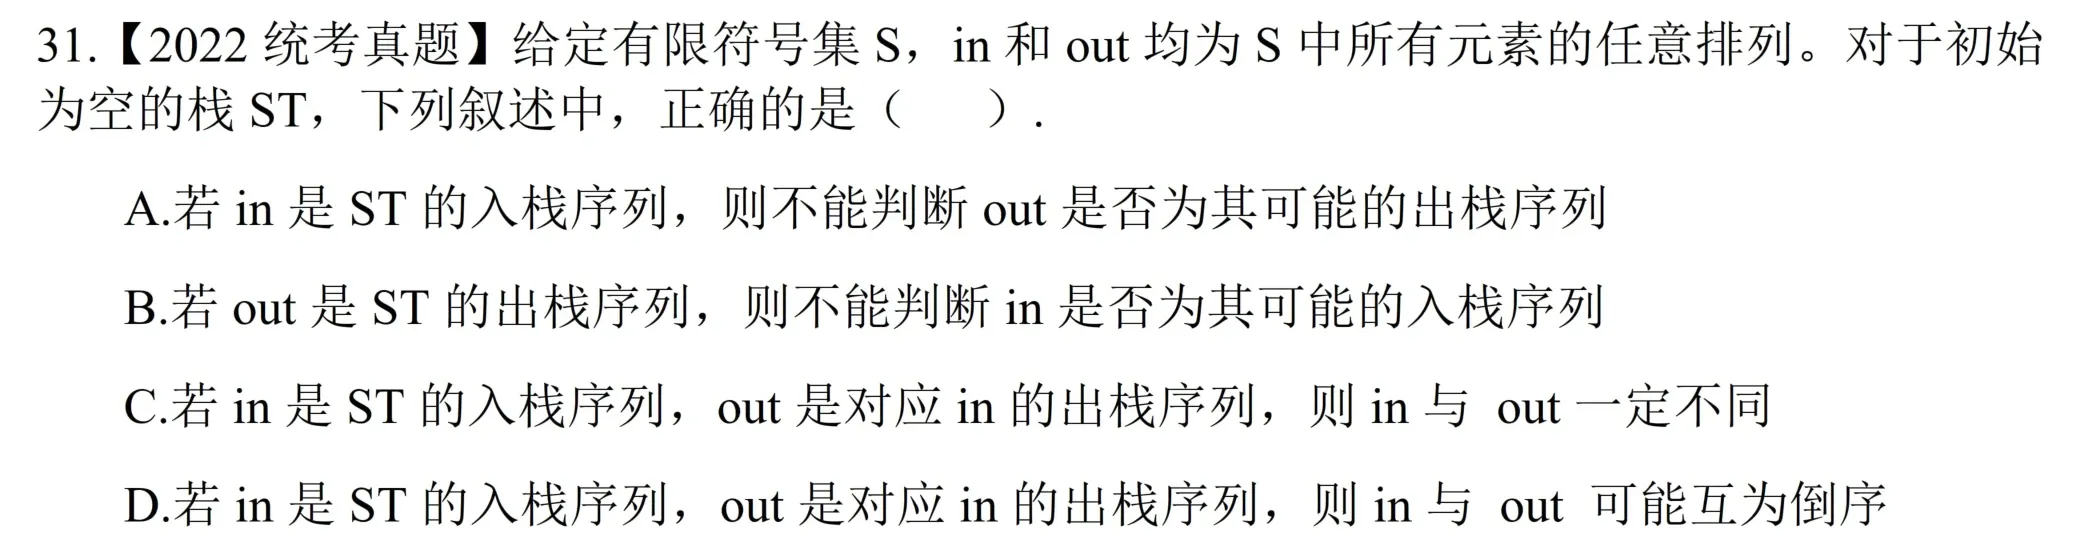 31.【2022 统考真题】给定有限符号集 S，in 和 out 均为 S 中所有元素的任意排列。对于初始
为空的栈 ST，下列叙述中，正确的是（    ）.
A.若 in 是 ST 的入栈序列，则不能判断 out 是否为其可能的出栈序列
B.若 out 是 ST 的出栈序列，则不能判断 in 是否为其可能的入栈序列
C.若 in 是 ST 的入栈序列，out 是对应 in 的出栈序列，则 in 与 out 一定不同
D.若 in 是 ST 的入栈序列，out 是对应 in 的出栈序列，则 in 与 out 可能互为倒序